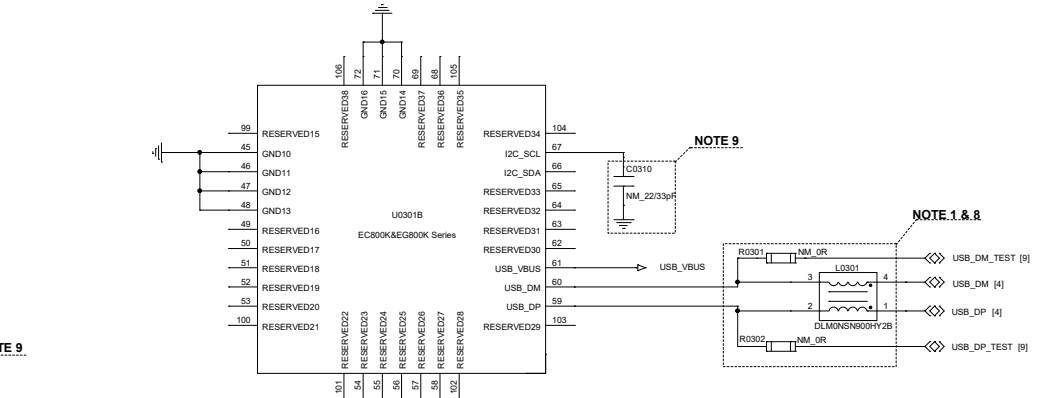 106
72
71
70
69
68
105
RESERVED38
GND16
GND15
GND14
RESERVED37
RESERVED36
RESERVED35
99 RESERVED15
45 GND10
46 GND11
47 GND12
48 GND13
49 RESERVED16
50 RESERVED17
51 RESERVED18
52 RESERVED19
53 RESERVED20
100 RESERVED21
U0301B
EC800K&EG800K Series
RESERVED34 104
I2C_SCL 67
I2C_SDA 66
RESERVED33 65
RESERVED32 64
RESERVED31 63
RESERVED30 62
USB_VBUS 61
USB_DM 60
USB_DP 59
RESERVED29 103
RESERVED22
RESERVED23
RESERVED24
RESERVED25
RESERVED26
RESERVED27
RESERVED28
101
54
55
56
57
58
102
NOTE 9
C0310
NM_22/33pF
USB_VBUS
NOTE 1 & 8
R0301 NM_0R
L0301
3 4
2 1
DLM0NSN900HY2B
R0302 NM_0R
USB_DM_TEST [9]
USB_DM [4]
USB_DP [4]
USB_DP_TEST [9]
TE 9